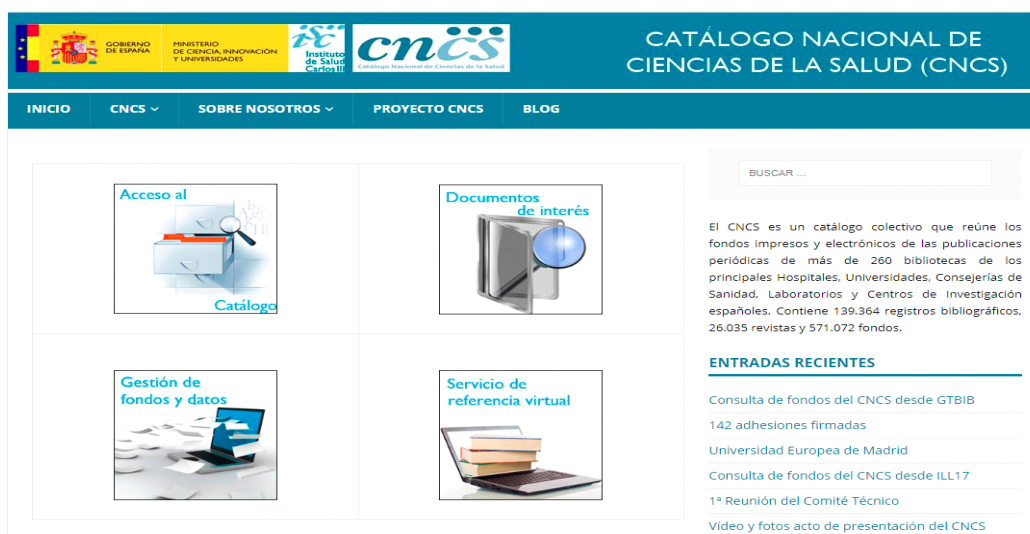 GOBIERNO
DE ESPAÑA
MINISTERIO
DE CIENCIA, INNOVACIÓN
Y UNIVERSIDADES
Instituto
de Salud
Carlos III
cncs
Catálogo Nacional de Ciencias de la Salud
CATÁLOGO NACIONAL DE
CIENCIAS DE LA SALUD (CNCS)
INICIO
CNCS
SOBRE NOSOTROS
PROYECTO CNCS
BLOG
Acceso al
Catálogo
Documentos
de interés
Gestión de
fondos y datos
Servicio de
referencia virtual
BUSCAR ...
El CNCS es un catálogo colectivo que reúne los
fondos impresos y electrónicos de las publicaciones
periódicas de más de 260 bibliotecas de los
principales Hospitales, Universidades, Consejerías de
Sanidad, Laboratorios y Centros de Investigación
españoles. Contiene 139.364 registros bibliográficos,
26.035 revistas y 571.072 fondos.
ENTRADAS RECIENTES
Consulta de fondos del CNCS desde GTBIB
142 adhesiones firmadas
Universidad Europea de Madrid
Consulta de fondos del CNCS desde ILL17
1ª Reunión del Comité Técnico
Vídeo y fotos acto de presentación del CNCS